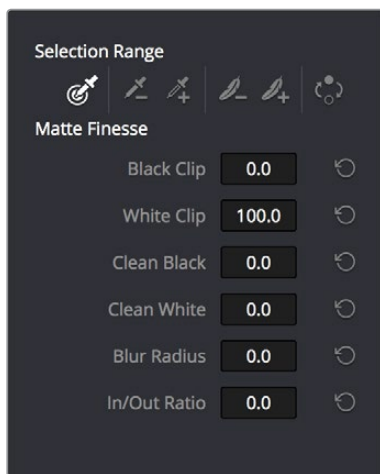 Selection Range
Matte Finesse
Black Clip 0.0
White Clip 100.0
Clean Black 0.0
Clean White 0.0
Blur Radius 0.0
In/Out Ratio 0.0